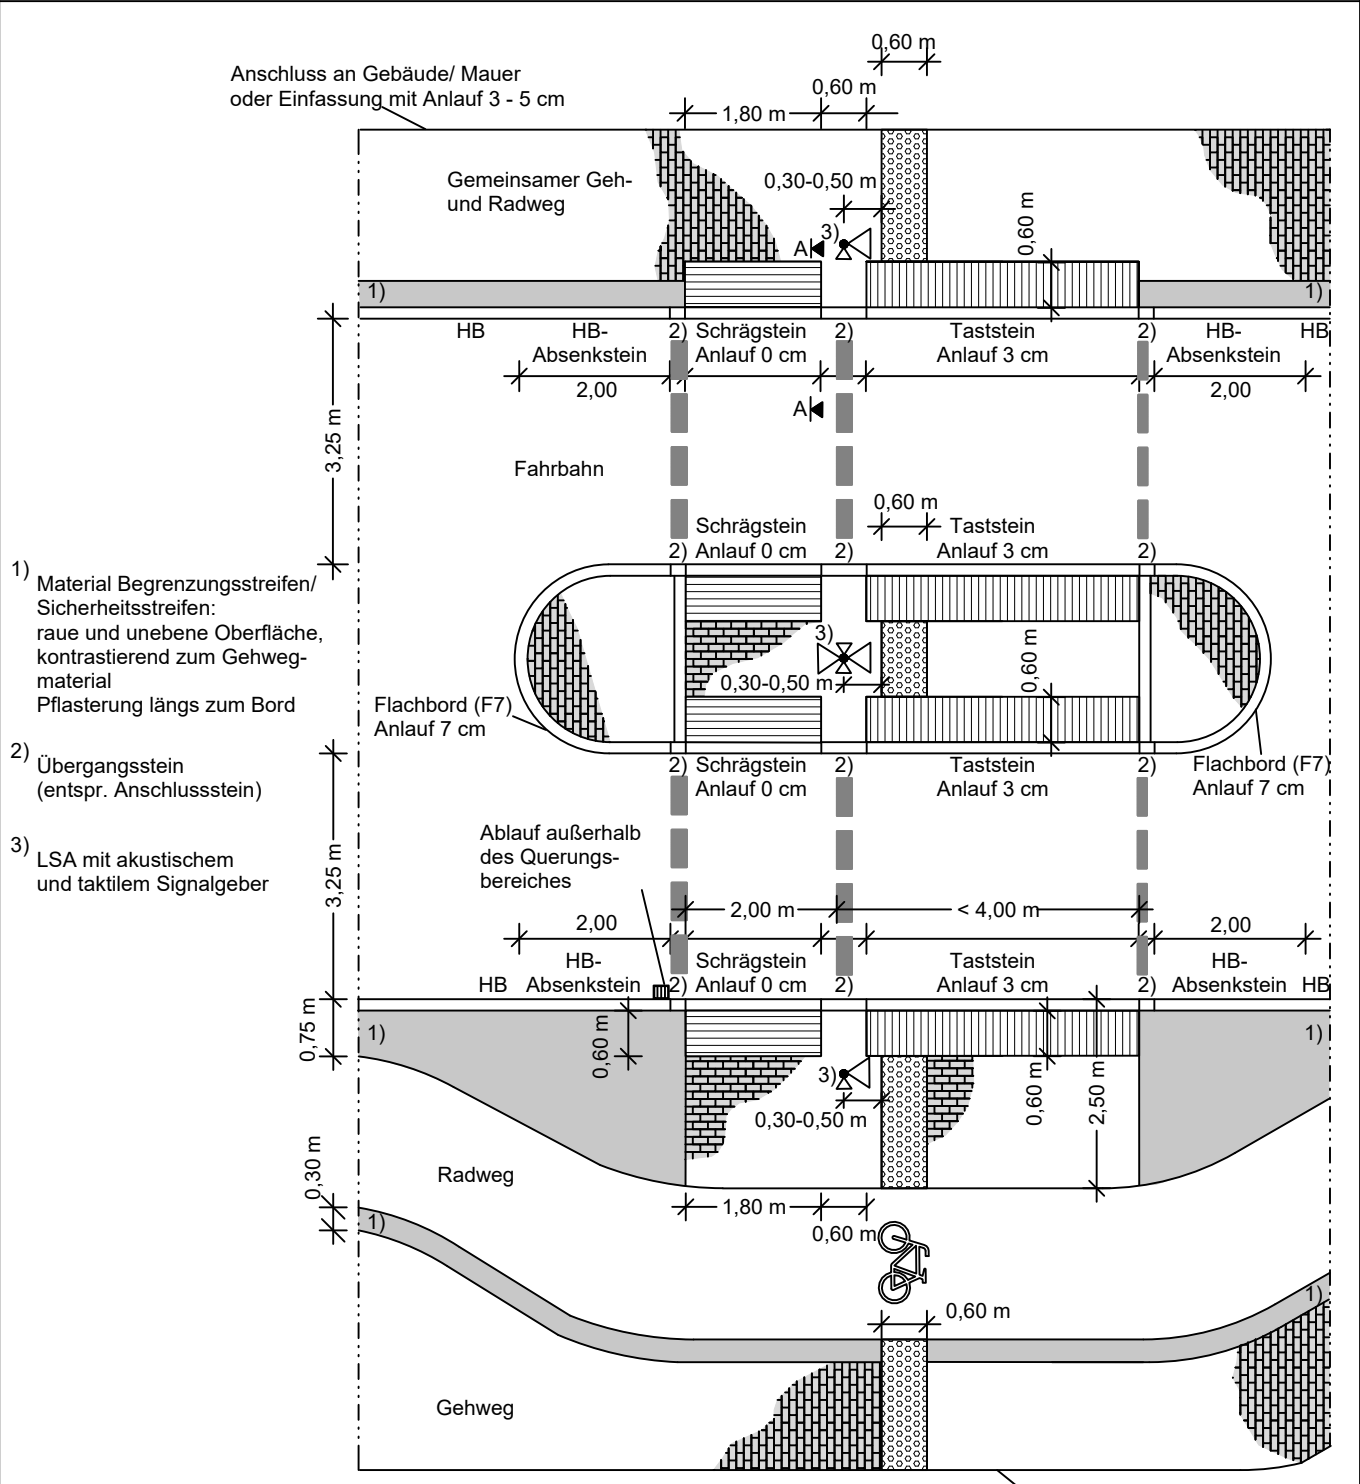 0,60 m
Anschluss an Gebäude/ Mauer
oder Einfassung mit Anlauf 3 - 5 cm
0,60 m
1,80 m
Gemeinsamer Geh-
und Radweg
0,30-0,50 m
0,60 m
3)
A
1)
1)
HB
HB-
Absenkstein
2)
Schrägstein
Anlauf 0 cm
2)
Taststein
Anlauf 3 cm
2)
HB-
Absenkstein
HB
2,00
2,00
A
3,25 m
Fahrbahn
0,60 m
Schrägstein
Anlauf 0 cm
Taststein
Anlauf 3 cm
2)
2)
2)
1)
Material Begrenzungsstreifen/
Sicherheitsstreifen:
raue und unebene Oberfläche,
kontrastierend zum Gehweg-
material
Pflasterung längs zum Bord
3)
0,30-0,50 m
0,60 m
Flachbord (F7)
Anlauf 7 cm
2)
Übergangsstein
(entspr. Anschlussstein)
2)
Schrägstein
Anlauf 0 cm
2)
Taststein
Anlauf 3 cm
2)
Flachbord (F7)
Anlauf 7 cm
3)
LSA mit akustischem
und taktilem Signalgeber
Ablauf außerhalb
des Querungs-
bereiches
3,25 m
2,00 m
< 4,00 m
2,00
2,00
HB
HB-
Absenkstein
2)
Schrägstein
Anlauf 0 cm
2)
Taststein
Anlauf 3 cm
2)
HB-
Absenkstein
HB
0,75 m
1)
0,60 m
1)
3)
0,30-0,50 m
0,60 m
2,50 m
0,30 m
Radweg
1,80 m
0,60 m
1)
0,60 m
1)
Gehweg